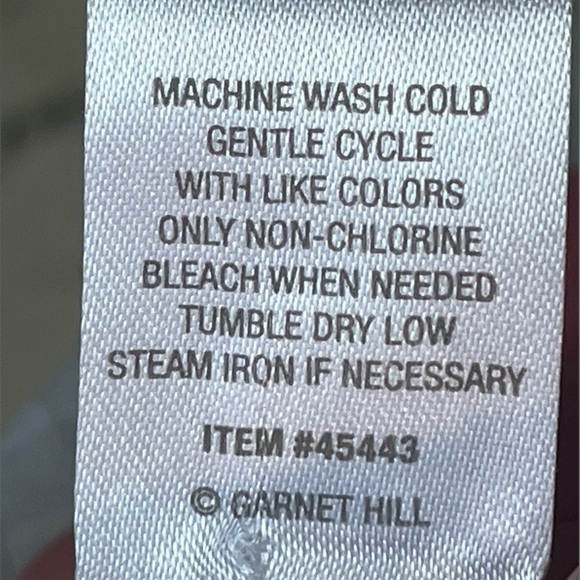 MACHINE WASH COLD
GENTLE CYCLE
WITH LIKE COLORS
ONLY NON-CHLORINE
BLEACH WHEN NEEDED
TUMBLE DRY LOW
STEAM IRON IF NECESSARY
ITEM #45443
© GARNET HILL